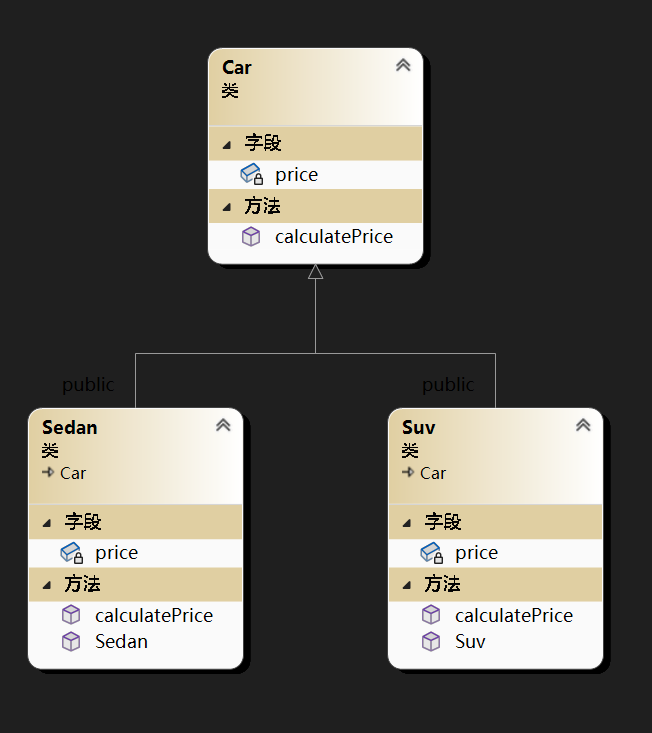 Car
类
字段
price
方法
calculatePrice
public
public
Sedan
类
Car
字段
price
方法
calculatePrice
Sedan
Suv
类
Car
字段
price
方法
calculatePrice
Suv